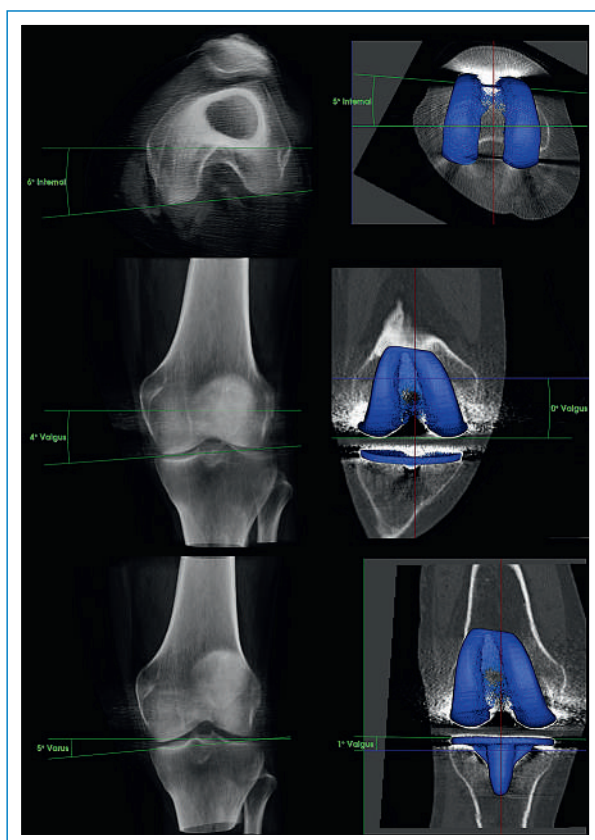 6° Internal
5° Internal
4° Valgus
0° Valgus
5° Varus
1° Valgus